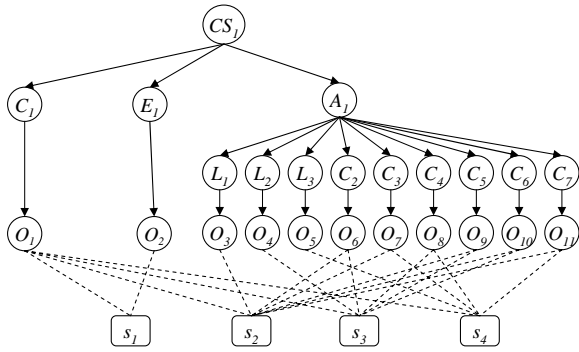 CS1
C1 E1 A1
L1 L2 L3 C2 C3 C4 C5 C6 C7
O1 O2 O3 O4 O5 O6 O7 O8 O9 O10 O11
s1 s2 s3 s4